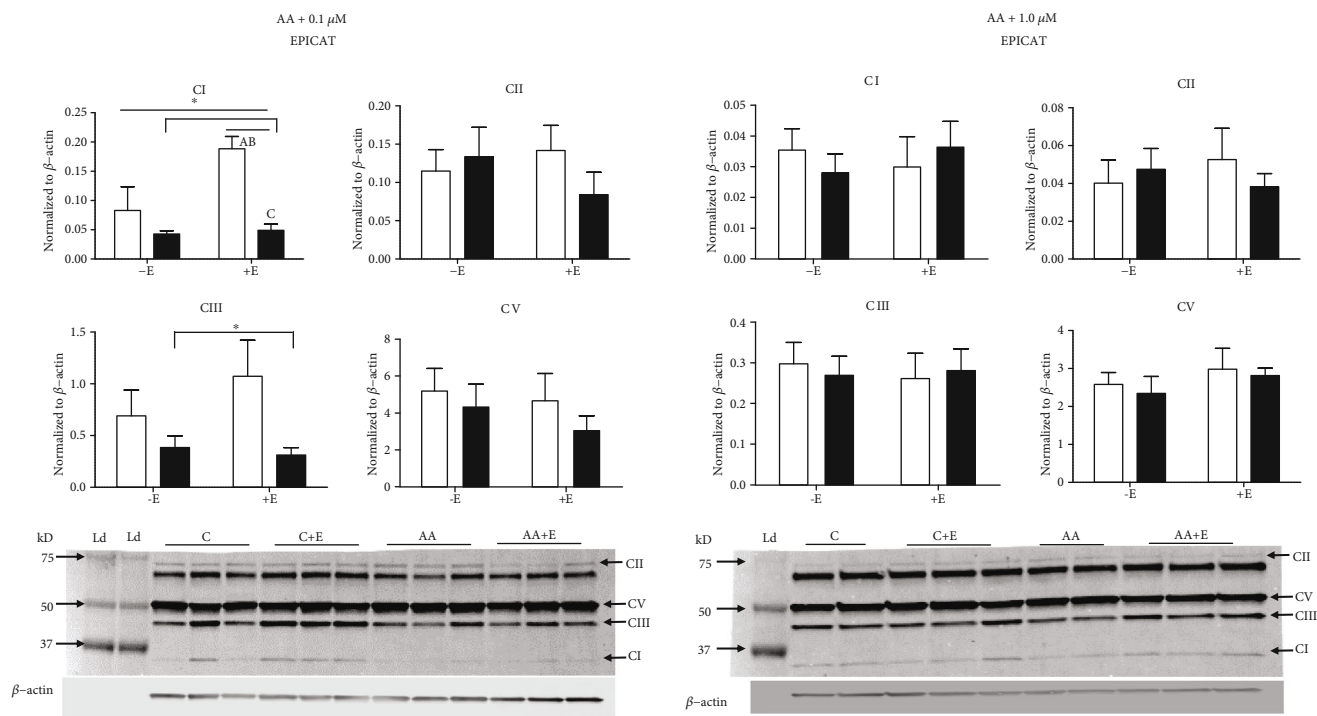 AA + 0.1 μM
EPICAT
CI
*
AB
C
Normalized to β−actin
0.25
0.20
0.15
0.10
0.05
0.00
−E
+E
CII
Normalized to β−actin
0.20
0.15
0.10
0.05
0.00
−E
+E
CIII
*
Normalized to β−actin
1.5
1.0
0.5
0.0
-E
+E
CV
Normalized to β−actin
8
6
4
2
0
-E
+E
kD
Ld
Ld
C
C+E
AA
AA+E
75
50
37
CII
CV
CIII
CI
β−actin
AA + 1.0 μM
EPICAT
CI
Normalized to β−actin
0.05
0.04
0.03
0.02
0.01
0.00
−E
+E
CII
Normalized to β−actin
0.08
0.06
0.04
0.02
0.00
−E
+E
CIII
Normalized to β−actin
0.4
0.3
0.2
0.1
0.0
-E
+E
CV
Normalized to β−actin
4
3
2
1
0
-E
+E
kD
Ld
C
C+E
AA
AA+E
75
50
37
CII
CV
CIII
CI
β−actin